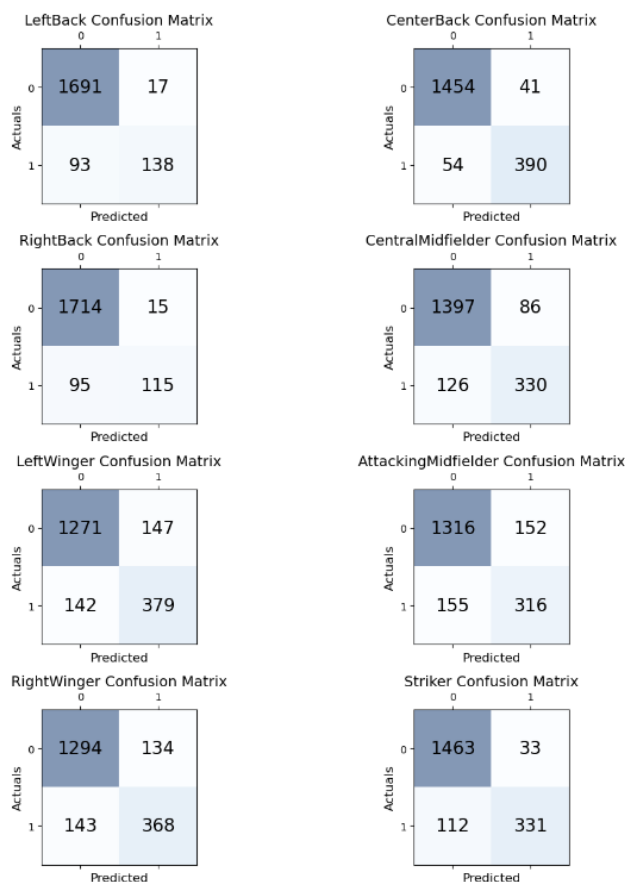 LeftBack Confusion Matrix
0 1
Actuals
0 1691 17
1 93 138
Predicted
CenterBack Confusion Matrix
0 1
Actuals
0 1454 41
1 54 390
Predicted
RightBack Confusion Matrix
0 1
Actuals
0 1714 15
1 95 115
Predicted
CentralMidfielder Confusion Matrix
0 1
Actuals
0 1397 86
1 126 330
Predicted
LeftWinger Confusion Matrix
0 1
Actuals
0 1271 147
1 142 379
Predicted
AttackingMidfielder Confusion Matrix
0 1
Actuals
0 1316 152
1 155 316
Predicted
RightWinger Confusion Matrix
0 1
Actuals
0 1294 134
1 143 368
Predicted
Striker Confusion Matrix
0 1
Actuals
0 1463 33
1 112 331
Predicted